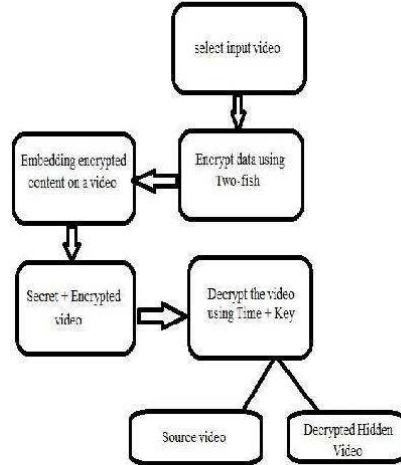 select input video
Encrypt data using
Two-fish
Embedding encrypted
content on a video
Secret + Encrypted
video
Decrypt the video
using Time + Key
Source video
Decrypted Hidden
Video